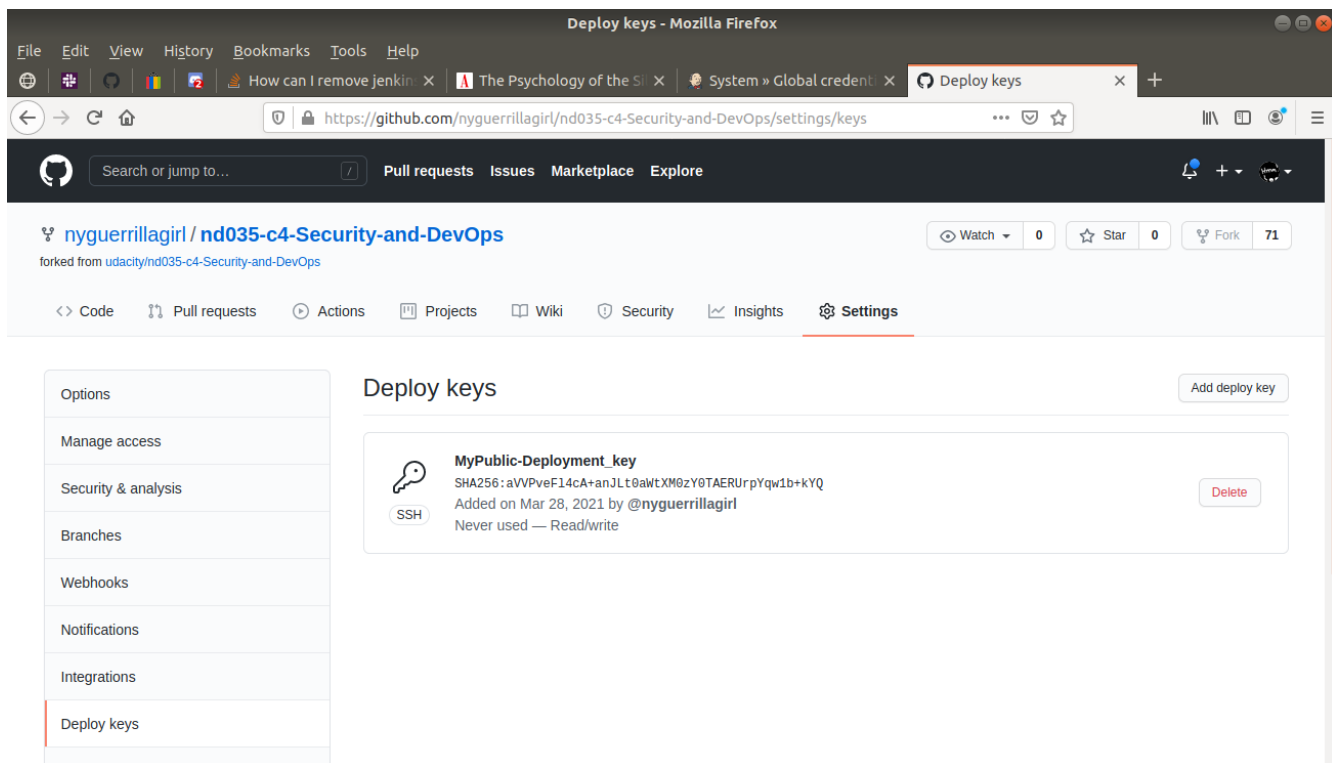 Deploy keys - Mozilla Firefox
File Edit View History Bookmarks Tools Help
How can I remove jenkin The Psychology of the Si System » Global credenti Deploy keys
https://github.com/nyguerrillagirl/nd035-c4-Security-and-DevOps/settings/keys
Search or jump to… / Pull requests Issues Marketplace Explore
nyguerrillagirl / nd035-c4-Security-and-DevOps Watch 0 Star 0 Fork 71
forked from udacity/nd035-c4-Security-and-DevOps
Code Pull requests Actions Projects Wiki Security Insights Settings
Options
Manage access
Security & analysis
Branches
Webhooks
Notifications
Integrations
Deploy keys
Deploy keys Add deploy key
MyPublic-Deployment_key
SHA256:aVVPveFl4cA+anJLt0aWtXM0zY0TAERUrpYqw1b+kYQ
Added on Mar 28, 2021 by @nyguerrillagirl
Never used — Read/write
SSH
Delete